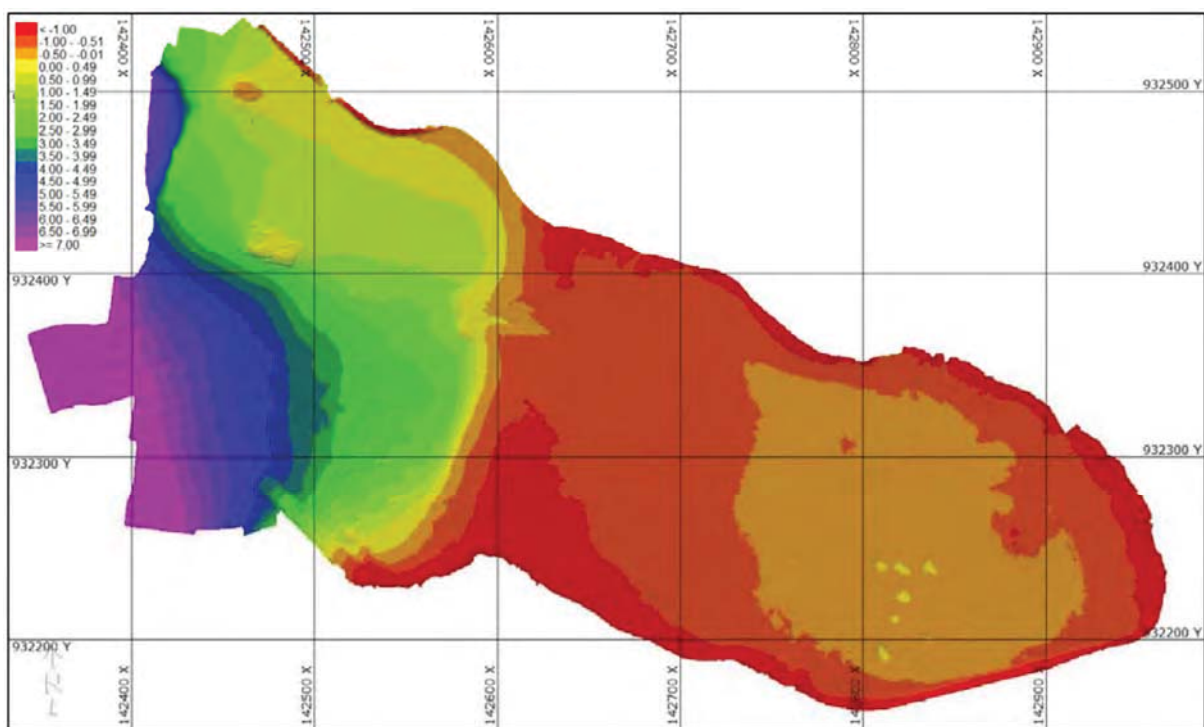 < -1.00
-1.00 - -0.51
-0.50 - -0.01
0.00 - 0.49
0.50 - 0.99
1.00 - 1.49
1.50 - 1.99
2.00 - 2.49
2.50 - 2.99
3.00 - 3.49
3.50 - 3.99
4.00 - 4.49
4.50 - 4.99
5.00 - 5.49
5.50 - 5.99
6.00 - 6.49
6.50 - 6.99
>= 7.00
142400 X
142500 X
142600 X
142700 X
142800 X
142900 X
932500 Y
932400 Y
932400 Y
932300 Y
932300 Y
932200 Y
932200 Y
142400 X
142500 X
142600 X
142700 X
142800 X
142900 X